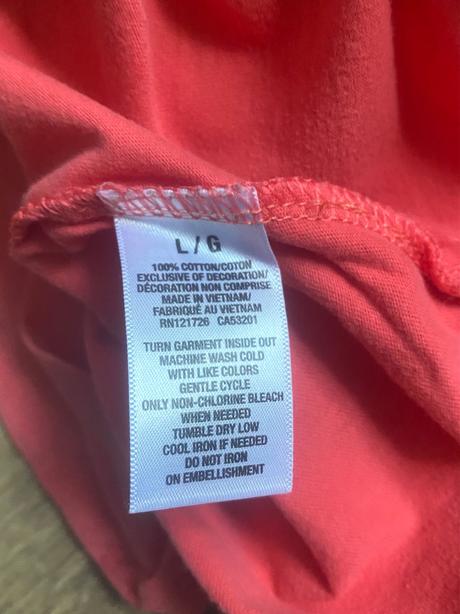 L/G
100% COTTON/COTON
EXCLUSIVE OF DECORATION/
DÉCORATION NON COMPRISE
MADE IN VIETNAM/
FABRIQUÉ AU VIETNAM
RN121726 CA53201
TURN GARMENT INSIDE OUT
MACHINE WASH COLD
WITH LIKE COLORS
GENTLE CYCLE
ONLY NON-CHLORINE BLEACH
WHEN NEEDED
TUMBLE DRY LOW
COOL IRON IF NEEDED
DO NOT IRON
ON EMBELLISHMENT